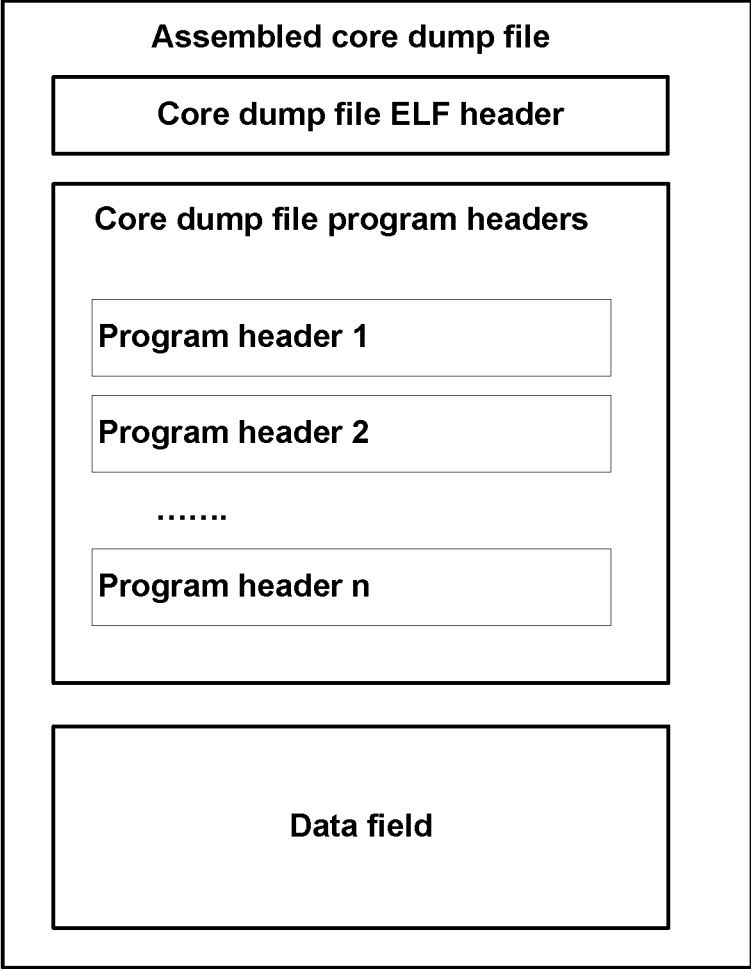 Assembled core dump file
Core dump file ELF header
Core dump file program headers
Program header 1
Program header 2
.......
Program header n
Data field